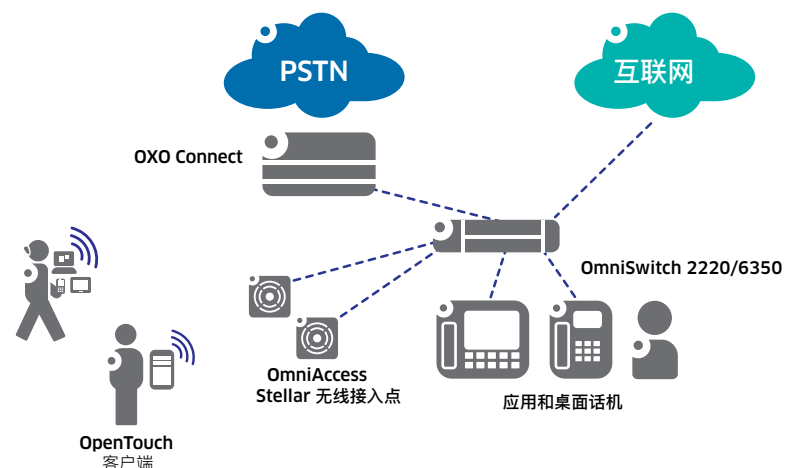 PSTN
互联网
OXO Connect
OmniSwitch 2220/6350
OmniAccess
Stellar 无线接入点
应用和桌面话机
OpenTouch
客户端